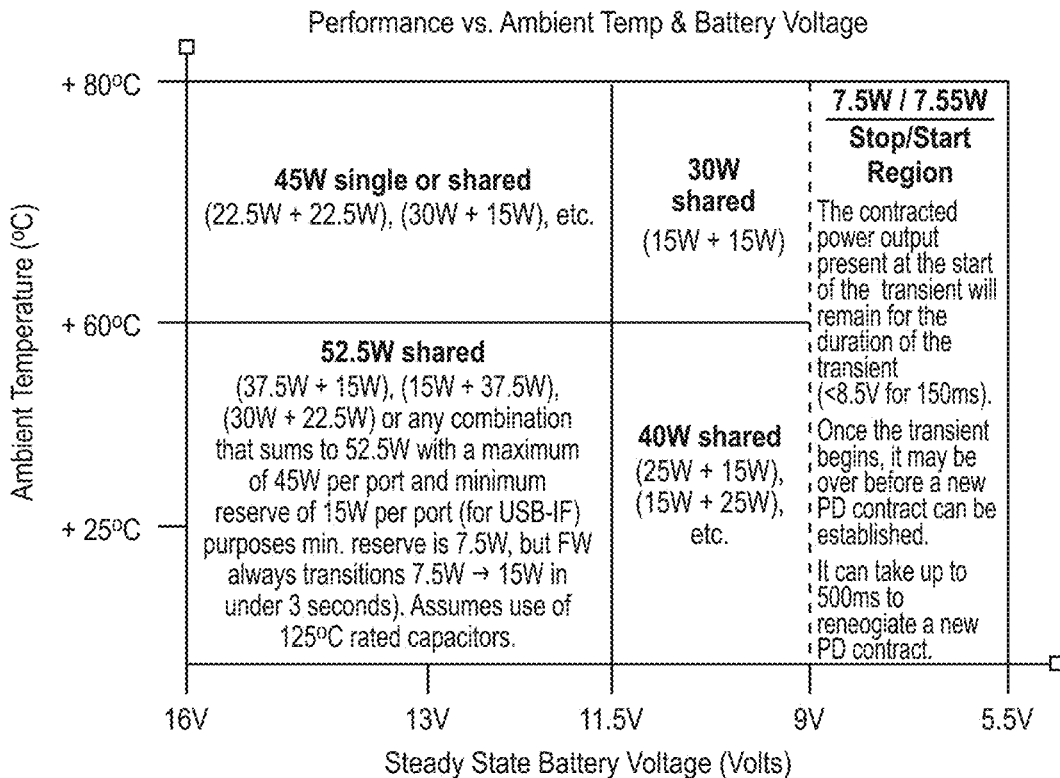 Performance vs. Ambient Temp & Battery Voltage
Ambient Temperature (ºC)
+ 80ºC
+ 60ºC
+ 25ºC
45W single or shared
(22.5W + 22.5W), (30W + 15W), etc.
30W
shared
(15W + 15W)
52.5W shared
(37.5W + 15W), (15W + 37.5W),
(30W + 22.5W) or any combination
that sums to 52.5W with a maximum
of 45W per port and minimum
reserve of 15W per port (for USB-IF)
purposes min. reserve is 7.5W, but FW
always transitions 7.5W → 15W in
under 3 seconds). Assumes use of
125ºC rated capacitors.
40W shared
(25W + 15W),
(15W + 25W),
etc.
7.5W / 7.55W
Stop/Start
Region
The contracted
power output
present at the start
of the transient will
remain for the
duration of the
transient
(<8.5V for 150ms).
Once the transient
begins, it may be
over before a new
PD contract can be
established.
It can take up to
500ms to
reneogiate a new
PD contract.
16V
13V
11.5V
9V
5.5V
Steady State Battery Voltage (Volts)